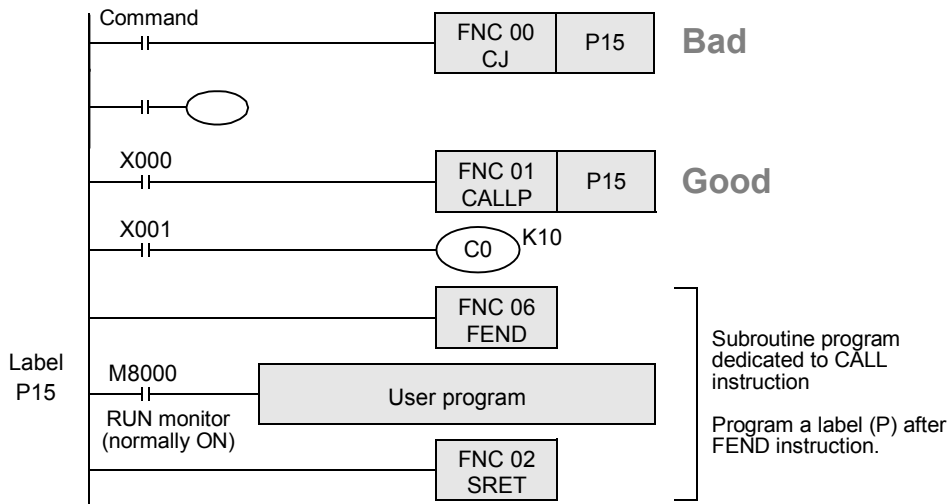 Command
FNC 00
CJ
P15
Bad
X000
FNC 01
CALLP
P15
Good
X001
C0
K10
FNC 06
FEND
Label
P15
M8000
RUN monitor
(normally ON)
User program
FNC 02
SRET
Subroutine program
dedicated to CALL
instruction
Program a label (P) after
FEND instruction.